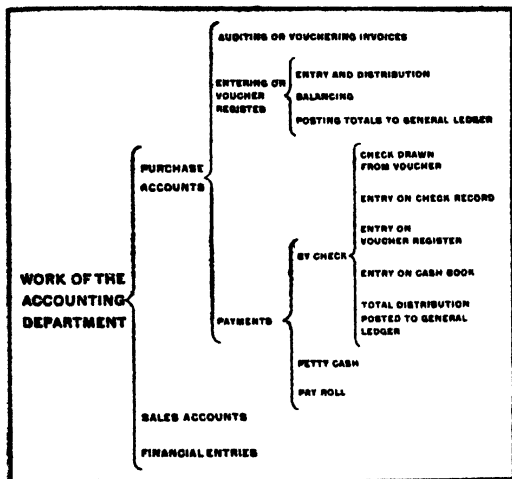 AUDITING OR VOUCHERING INVOICES
ENTERING ON
VOUCHER
REGISTER
ENTRY AND DISTRIBUTION
BALANCING
POSTING TOTALS TO GENERAL LEDGER
PURCHASE
ACCOUNTS
CHECK DRAWN
FROM VOUCHER
ENTRY ON CHECK RECORD
ENTRY ON
VOUCHER REGISTER
BY CHECK
ENTRY ON CASH BOOK
TOTAL DISTRIBUTION
POSTED TO GENERAL
LEDGER
WORK OF THE
ACCOUNTING
DEPARTMENT
PAYMENTS
PETTY CASH
PAY ROLL
SALES ACCOUNTS
FINANCIAL ENTRIES